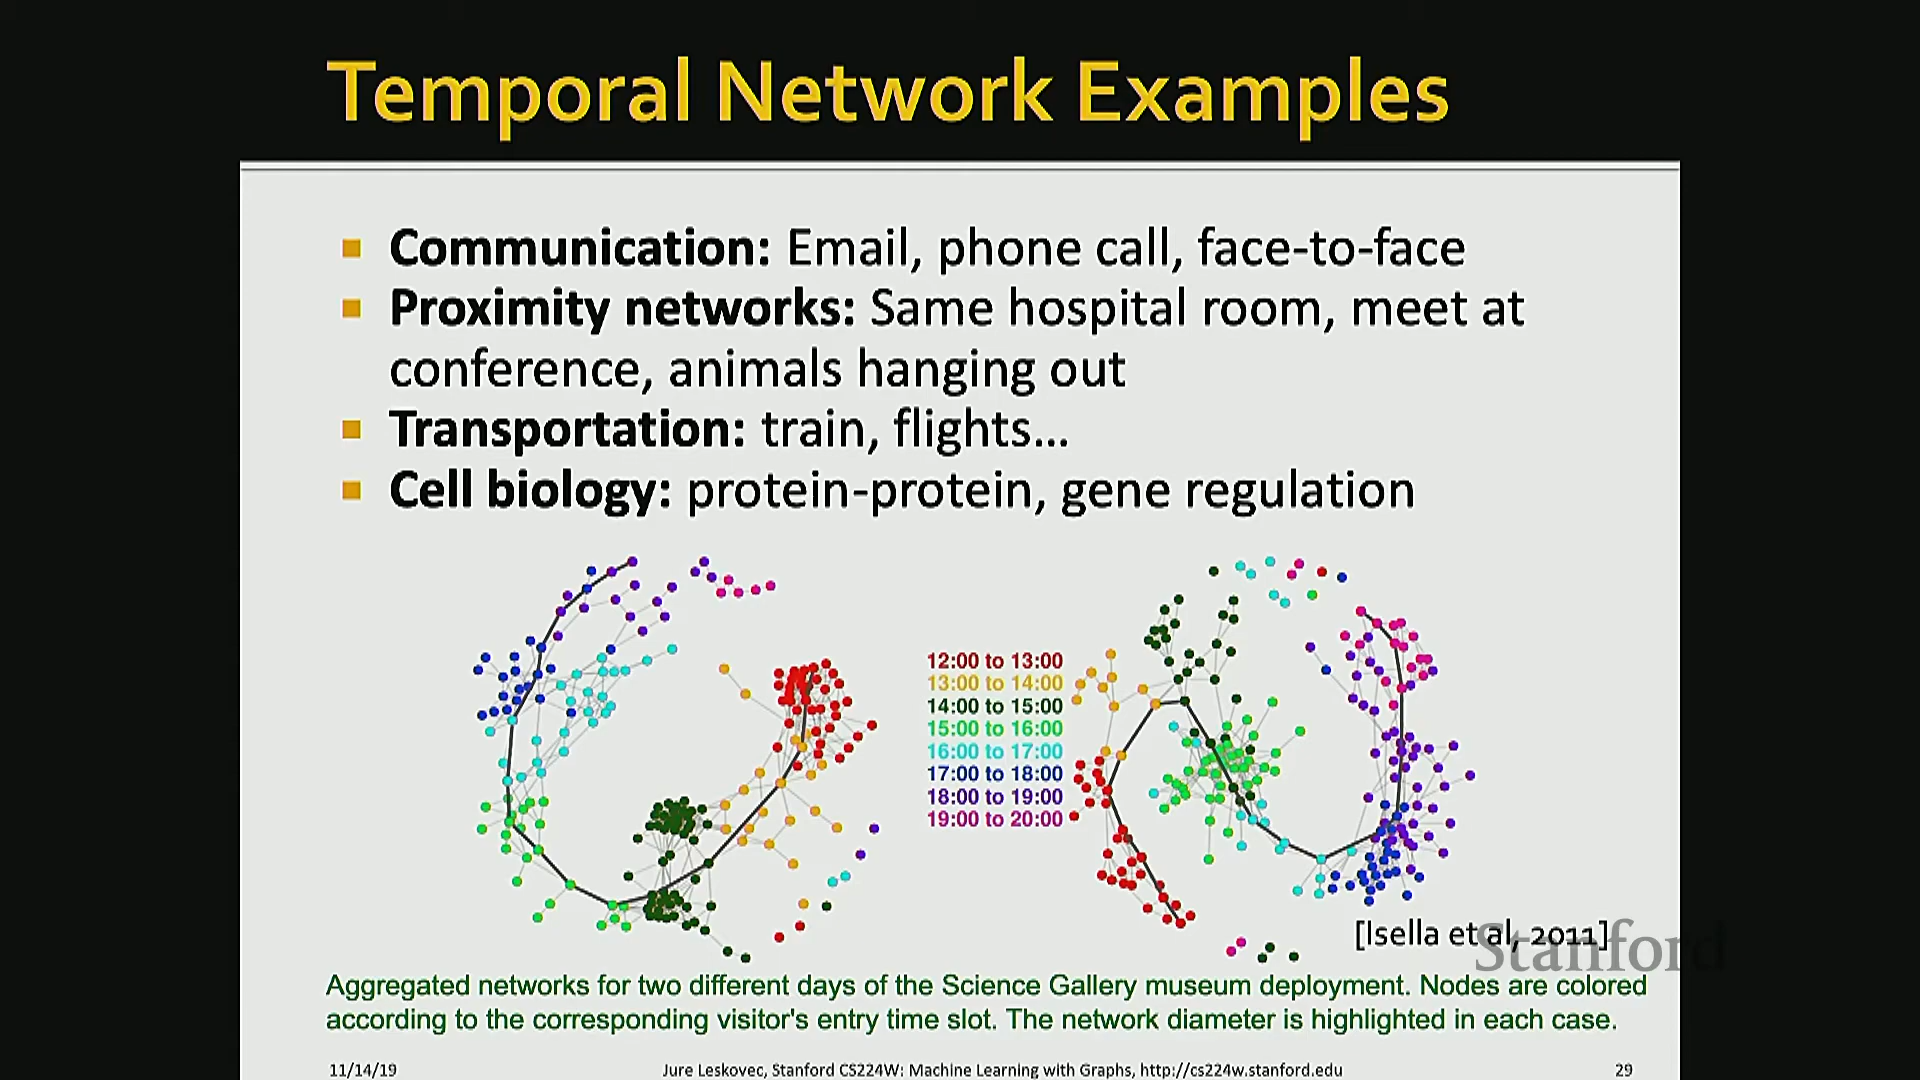 Temporal Network Examples
Communication: Email, phone call, face-to-face
Proximity networks: Same hospital room, meet at
conference, animals hanging out
Transportation: train, flights...
Cell biology: protein-protein, gene regulation
12:00 to 13:00
13:00 to 14:00
14:00 to 15:00
15:00 to 16:00
16:00 to 17:00
17:00 to 18:00
18:00 to 19:00
19:00 to 20:00
[Isella et al, 2011]
Stanford
Aggregated networks for two different days of the Science Gallery museum deployment. Nodes are colored
according to the corresponding visitor's entry time slot. The network diameter is highlighted in each case.
11/14/19
Jure Leskovec, Stanford CS224W: Machine Learning with Graphs, http://cs224w.stanford.edu
29